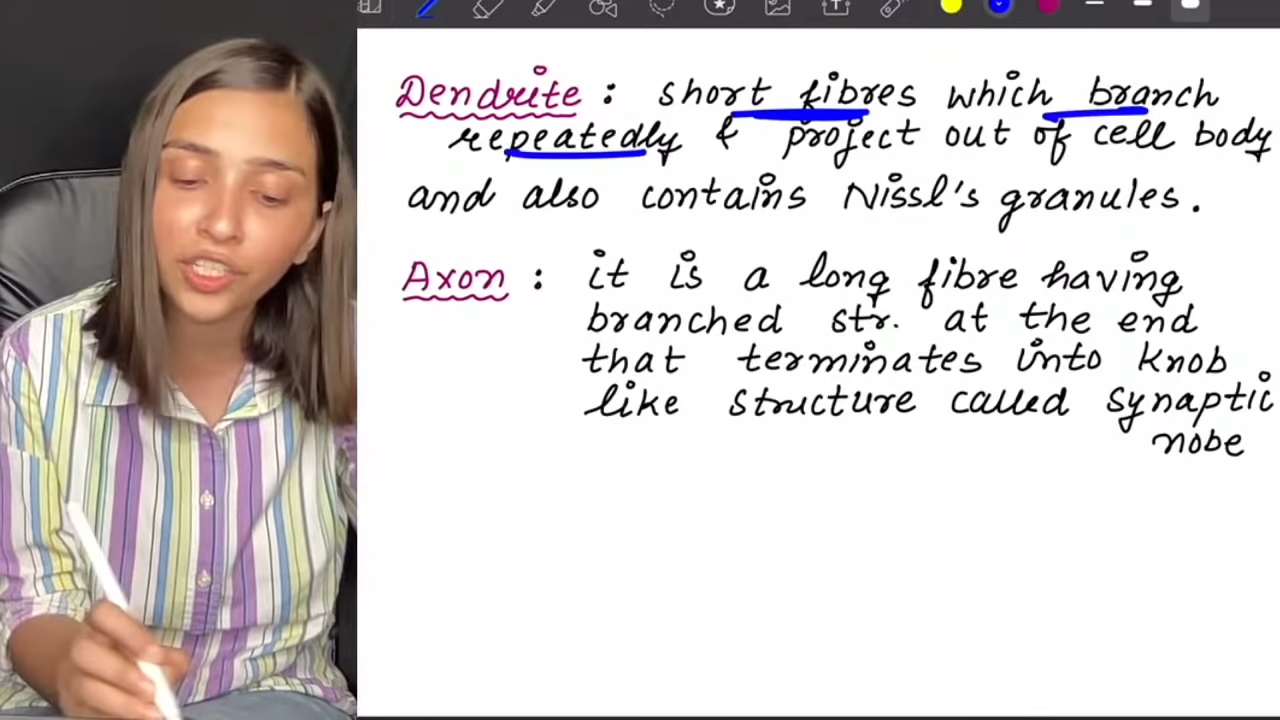 Dendrite : short fibres which branch
repeatedly & project out of cell body
and also contains Nissl's granules.
Axon : it is a long fibre having
branched str. at the end
that terminates into knob
like structure called synaptic
nobe